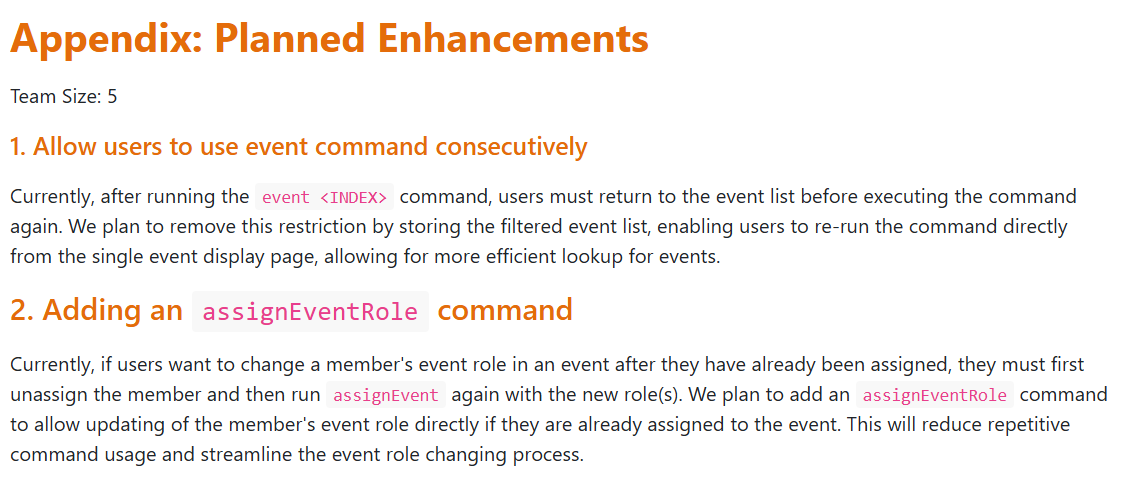 Appendix: Planned Enhancements
Team Size: 5
1. Allow users to use event command consecutively
Currently, after running the event <INDEX> command, users must return to the event list before executing the command
again. We plan to remove this restriction by storing the filtered event list, enabling users to re-run the command directly
from the single event display page, allowing for more efficient lookup for events.
2. Adding an assignEventRole command
Currently, if users want to change a member's event role in an event after they have already been assigned, they must first
unassign the member and then run assignEvent again with the new role(s). We plan to add an assignEventRole command
to allow updating of the member's event role directly if they are already assigned to the event. This will reduce repetitive
command usage and streamline the event role changing process.